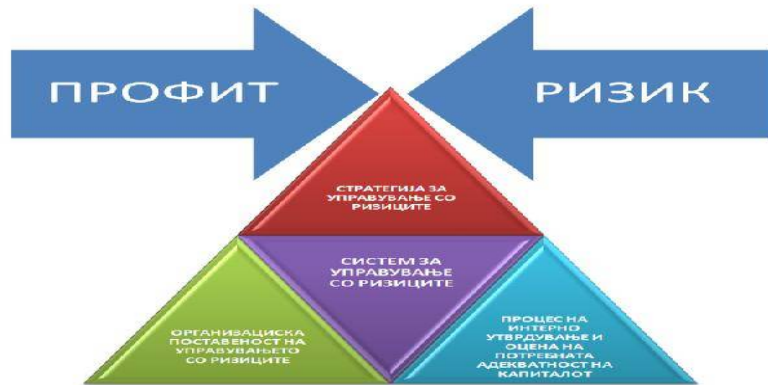 ПРОФИТ
РИЗИК
СТРАТЕГИЈА ЗА
УПРАВУВАЊЕ СО
РИЗИЦИТЕ
СИСТЕМ ЗА
УПРАВУВАЊЕ
СО РИЗИЦИТЕ
ОРГАНИЗАЦИСКА
ПОСТАВЕНОСТ НА
УПРАВУВАЊЕТО
СО РИЗИЦИТЕ
ПРОЦЕС НА
ИНТЕРНО
УТВРДУВАЊЕ И
ОЦЕНА НА
ПОТРЕБНАТА
АДЕКВАТНОСТ НА
КАПИТАЛОТ